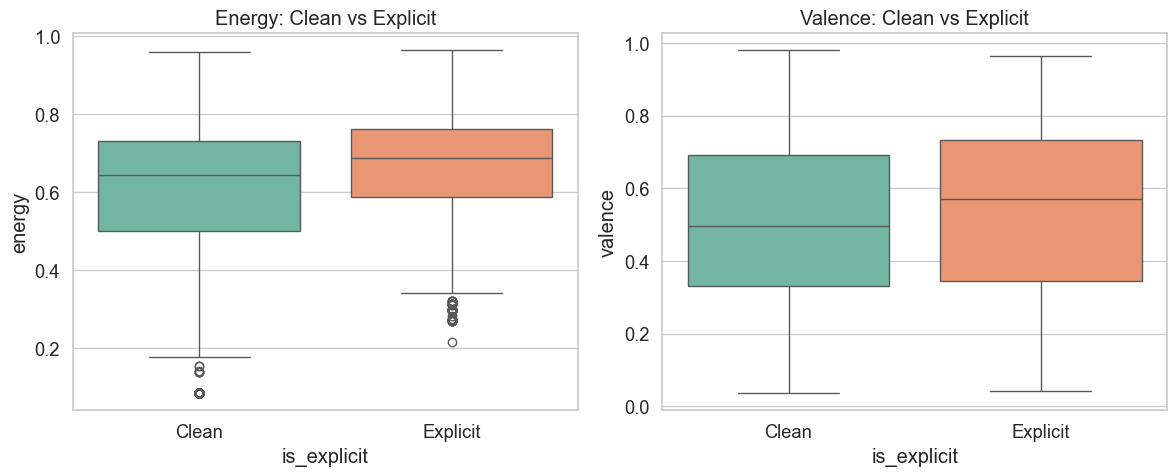 Energy: Clean vs Explicit
1.0
0.8
0.6
0.4
0.2
energy
Clean Explicit
is_explicit
Valence: Clean vs Explicit
1.0
0.8
0.6
0.4
0.2
0.0
valence
Clean Explicit
is_explicit